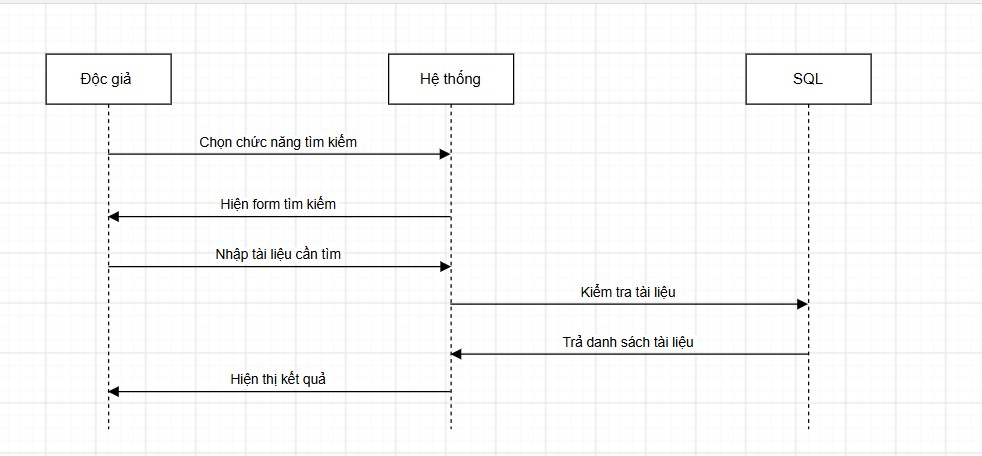 Độc giả
Hệ thống
SQL
Chọn chức năng tìm kiếm
Hiện form tìm kiếm
Nhập tài liệu cần tìm
Kiểm tra tài liệu
Trả danh sách tài liệu
Hiện thị kết quả